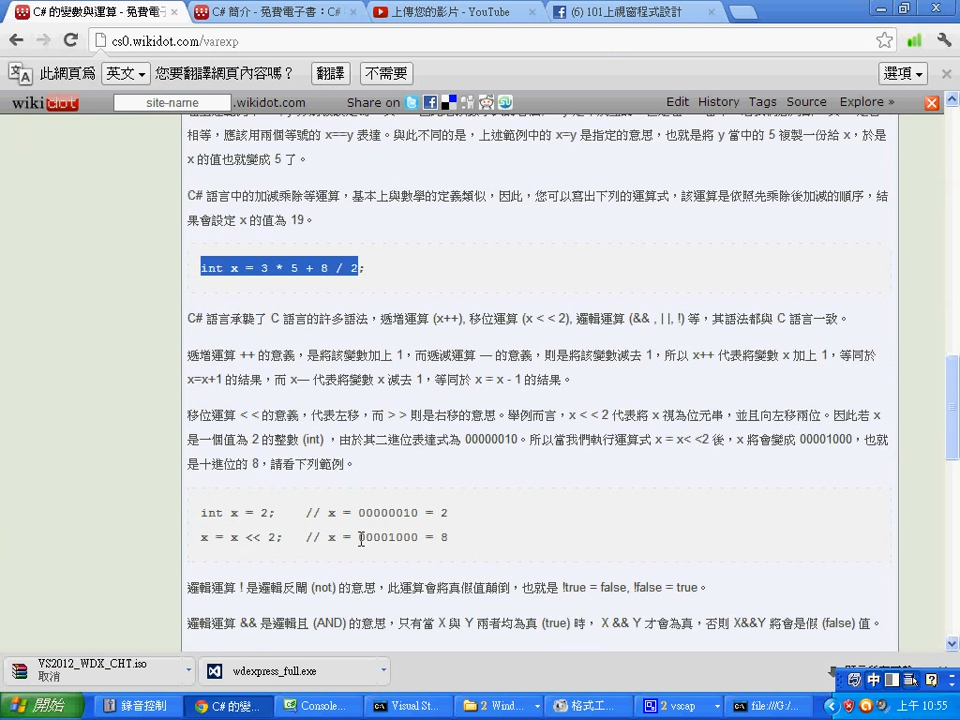 C# 的變數與運算 - 免費電子
C# 簡介 - 免費電子書：C#
上傳您的影片 - YouTube
(6) 101上視窗程式設計
cs0.wikidot.com/varexp
此網頁為 英文 您要翻譯網頁內容嗎？ 翻譯 不需要 選項
wikidot site-name .wikidot.com Share on Edit History Tags Source Explore »
相等，應該用兩個等號的 x==y 表達。與此不同的是，上述範例中的 x=y 是指定的意思，也就是將 y 當中的 5 複製一份給 x，於是
x 的值也就變成 5 了。
C# 語言中的加減乘除等運算，基本上與數學的定義類似，因此，您可以寫出下列的運算式，該運算是依照先乘除後加減的順序，結
果會設定 x 的值為 19。
int x = 3 * 5 + 8 / 2;
C# 語言承襲了 C 語言的許多語法，遞增運算 (x++), 移位運算 (x < < 2), 邏輯運算 (&& , | |, !) 等，其語法都與 C 語言一致。
遞增運算 ++ 的意義，是將該變數加上 1，而遞減運算 — 的意義，則是將該變數減去 1，所以 x++ 代表將變數 x 加上 1，等同於
x=x+1 的結果，而 x— 代表將變數 x 減去 1，等同於 x = x - 1 的結果。
移位運算 < < 的意義，代表左移，而 > > 則是右移的意思。舉例而言，x < < 2 代表將 x 視為位元串，並且向左移兩位。因此若 x
是一個值為 2 的整數 (int) ，由於其二進位表達式為 00000010。所以當我們執行運算式 x = x< <2 後，x 將會變成 00001000，也就
是十進位的 8，請看下列範例。
int x = 2; // x = 00000010 = 2
x = x << 2; // x = 00001000 = 8
邏輯運算 ! 是邏輯反閘 (not) 的意思，此運算會將真假值顛倒，也就是 !true = false, !false = true。
邏輯運算 && 是邏輯且 (AND) 的意思，只有當 X 與 Y 兩者均為真 (true) 時， X && Y 才會為真，否則 X&&Y 將會是假 (false) 值。
VS2012_WDX_CHT.iso
取消
wdexpress_full.exe
中
開始 錄音控制 C# 的變... Console... Visual St... 2 Wind... 格式工... 2 vscap file:///G:/... 上午 10:55